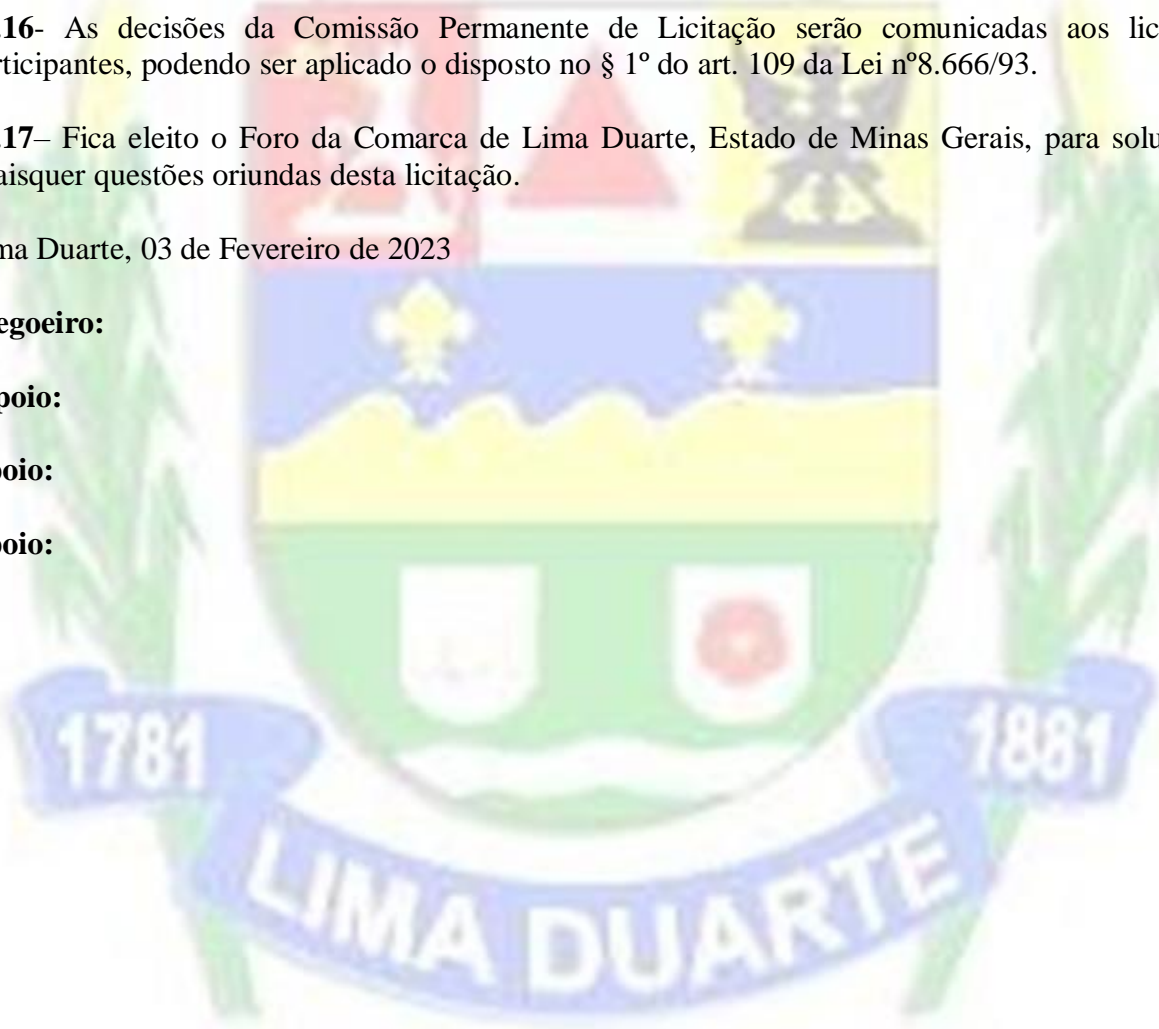 .16- As decisões da Comissão Permanente de Licitação serão comunicadas aos lic
rticipantes, podendo ser aplicado o disposto no § 1º do art. 109 da Lei nº8.666/93.
.17– Fica eleito o Foro da Comarca de Lima Duarte, Estado de Minas Gerais, para solu
aisquer questões oriundas desta licitação.
ma Duarte, 03 de Fevereiro de 2023
egoeiro:
poio:
oio:
oio:
1781
1881
LIMA DUARTE